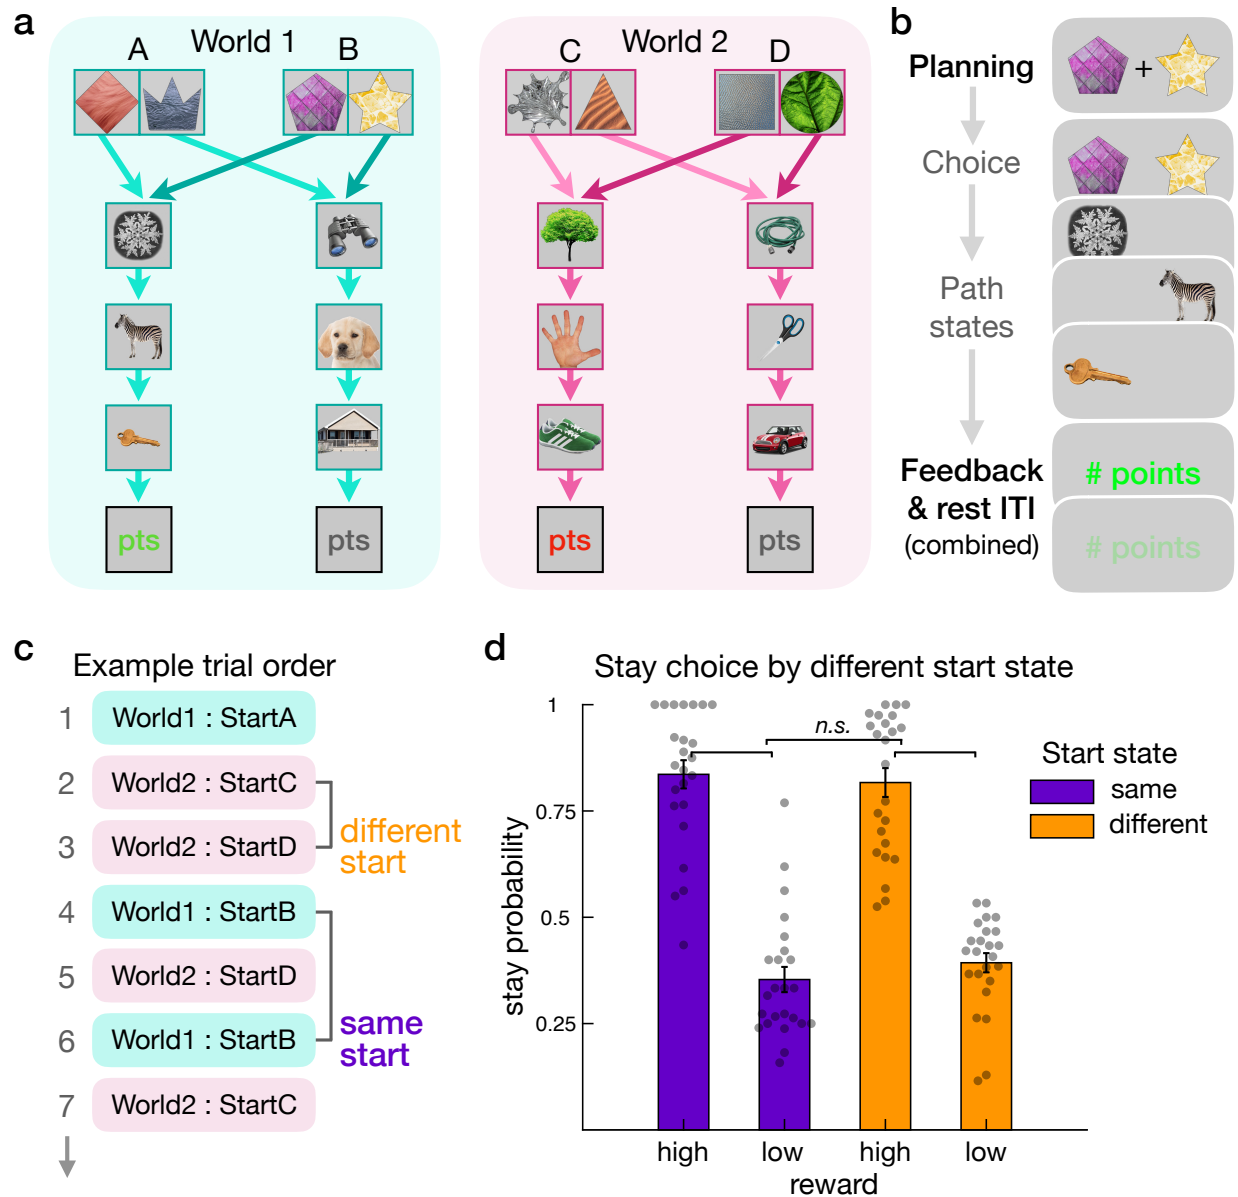 a
World 1
A
B
pts
pts
World 2
C
D
pts
pts
b
Planning
+
Choice
Path
states
Feedback
& rest ITI
(combined)
# points
# points
c
Example trial order
1
World1 : StartA
2
World2 : StartC
3
World2 : StartD
different
start
4
World1 : StartB
5
World2 : StartD
6
World1 : StartB
same
start
7
World2 : StartC
d
Stay choice by different start state
stay probability
1
0.75
0.5
0.25
n.s.
high
low
high
low
reward
Start state
same
different